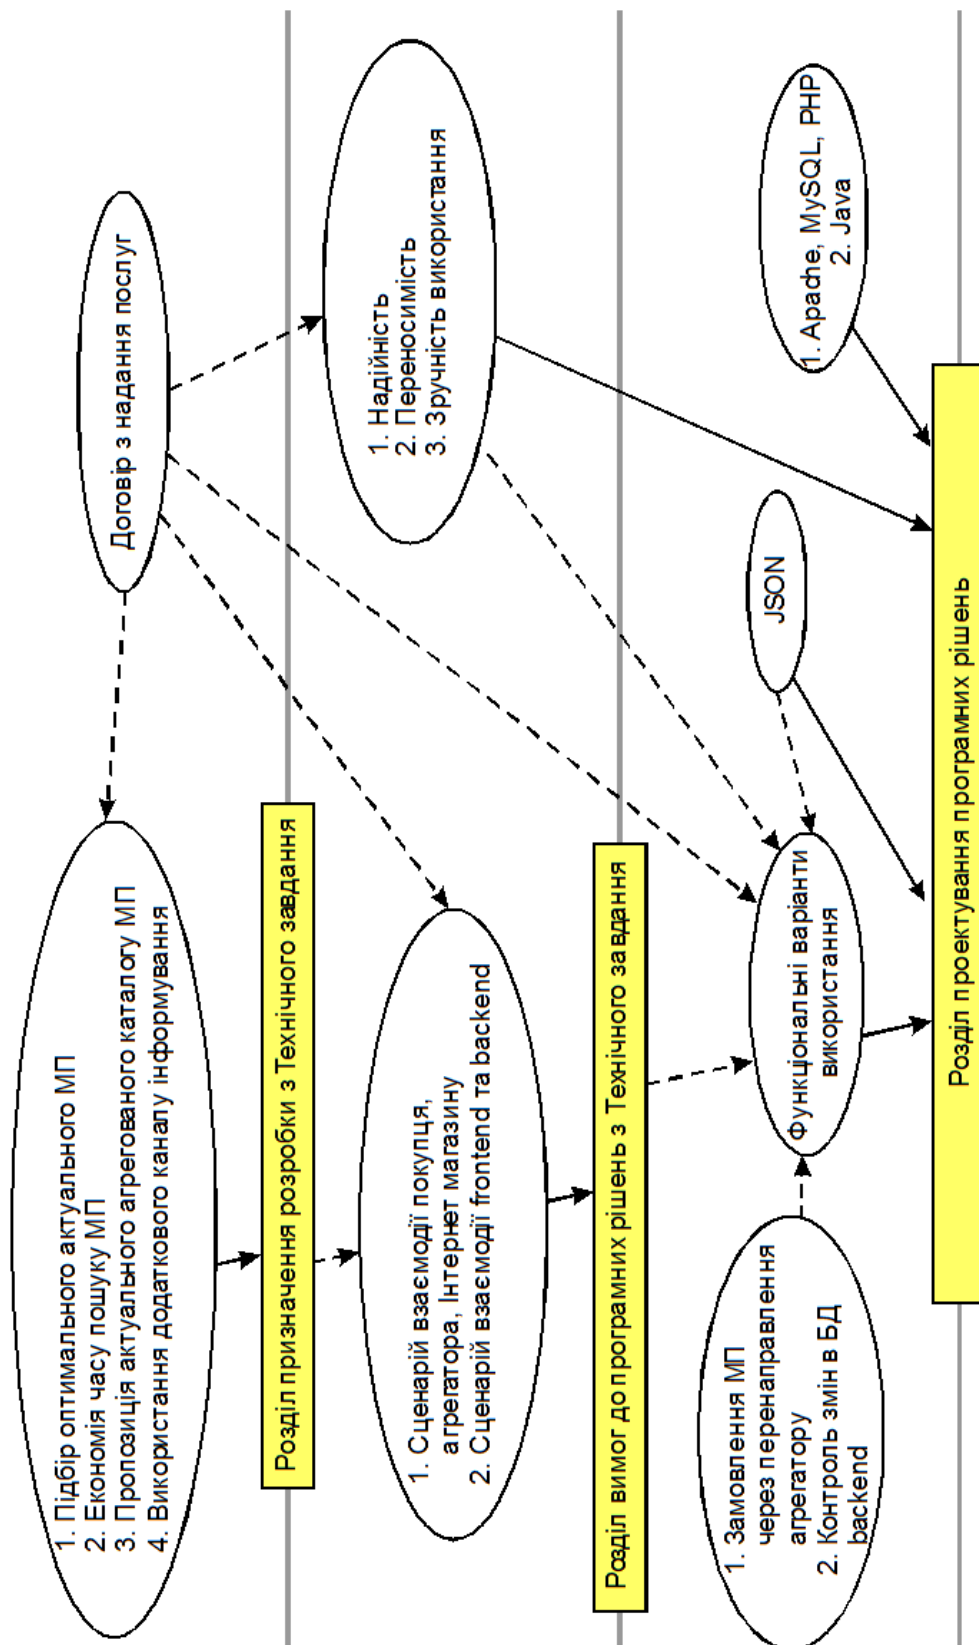 1. Підбір оптимального актуального МП
2. Економія часу пошуку МП
3. Пропозиція актуального агрегованого каталогу МП
4. Використання додаткового каналу інформування
Договір з надання послуг
Розділ призначення розробки з Технічного завдання
1. Сценарій взаємодії покупця,
агрегатора, Інтернет магазину
2. Сценарій взаємодії frontend та backend
1. Надійність
2. Переносимість
3. Зручність використання
Розділ вимог до програмних рішень з Технічного завдання
1. Замовлення МП
через перенаправлення
агрегатору
2. Контроль змін в БД
backend
Функціональні варіанти
використання
JSON
1. Apache, MySQL, PHP
2. Java
Розділ проектування програмних рішень